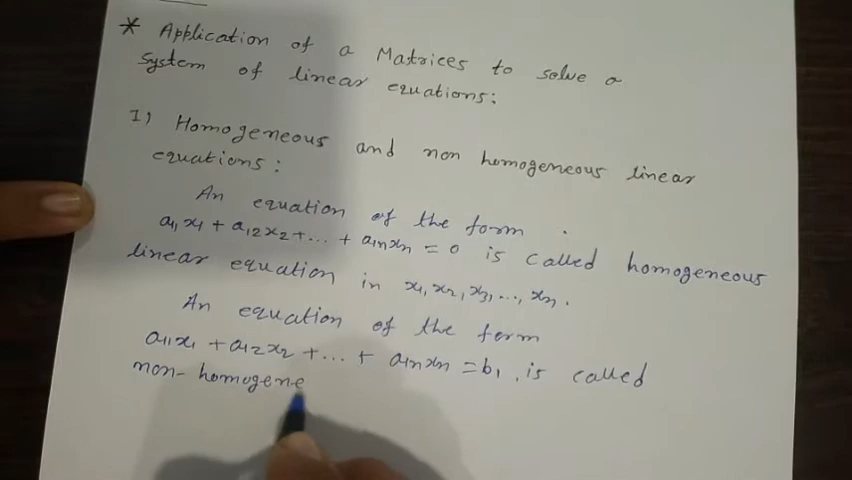 * Application of a Matrices to solve a
System of linear equations:
I) Homogeneous and non homogeneous linear
equations:
An equation of the form
a₁₁x₁ + a₁₂x₂ + ... + a₁ₙxₙ = 0 is called homogeneous
linear equation in x₁, x₂, x₃, ..., xₙ.
An equation of the form
a₁₁x₁ + a₁₂x₂ + ... + a₁ₙxₙ = b₁, is called
non-homogene